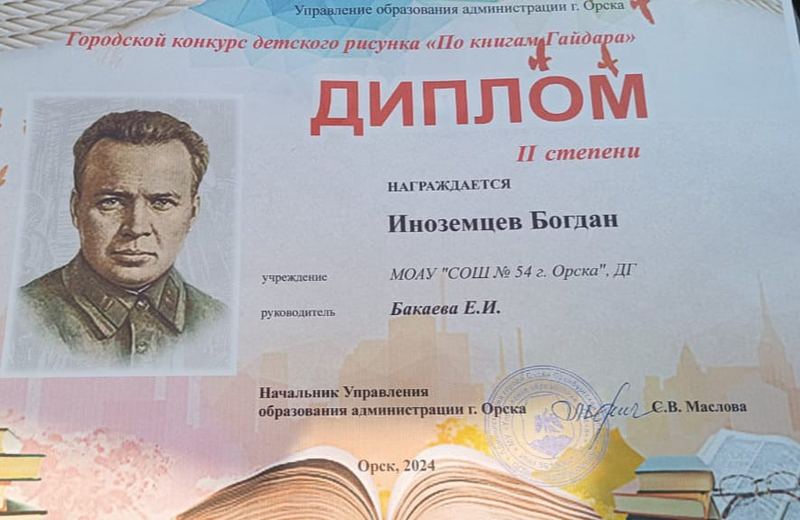 Управление образования администрации г. Орска
Городской конкурс детского рисунка «По книгам Гайдара»
ДИПЛОМ
II степени
НАГРАЖДАЕТСЯ
Иноземцев Богдан
учреждение МОАУ "СОШ № 54 г. Орска", ДГ
руководитель Бакаева Е.И.
Начальник Управления
образования администрации г. Орска С.В. Маслова
Орск, 2024